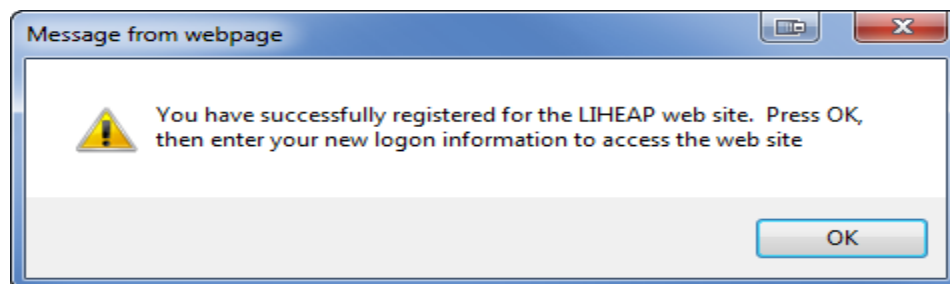 Message from webpage
You have successfully registered for the LIHEAP web site.  Press OK,
then enter your new logon information to access the web site
OK